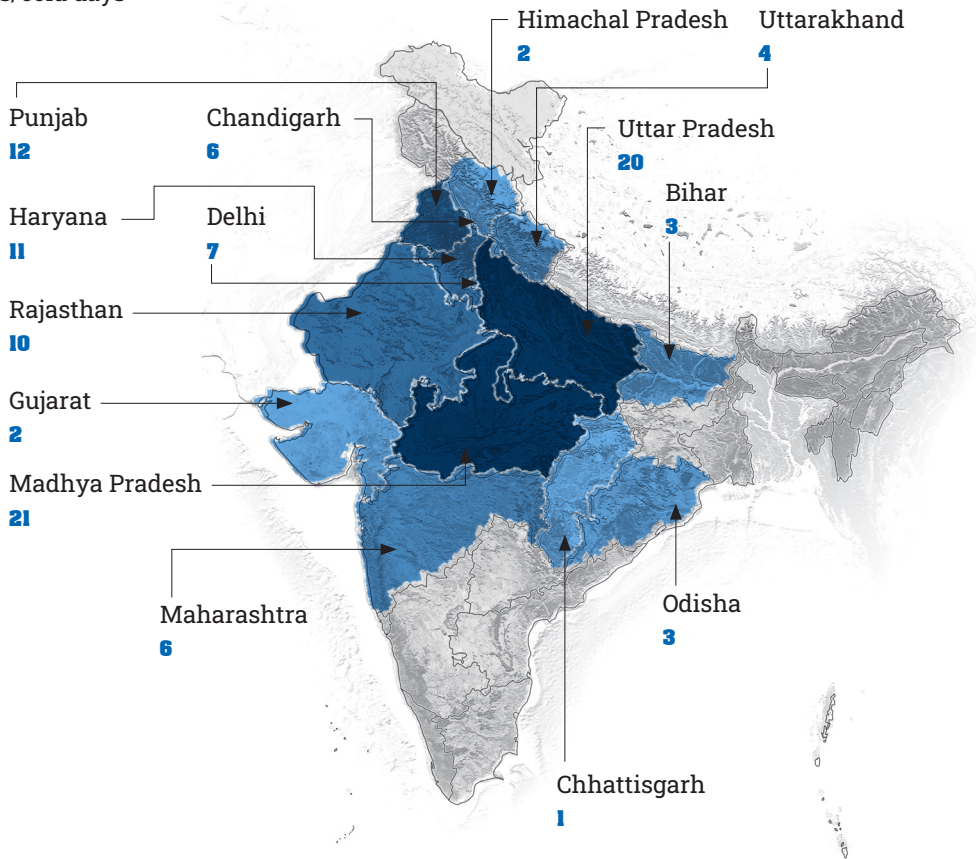 Himachal Pradesh
2
Uttarakhand
4
Punjab
12
Chandigarh
6
Uttar Pradesh
20
Bihar
3
Haryana
11
Delhi
7
Rajasthan
10
Gujarat
2
Madhya Pradesh
21
Maharashtra
6
Odisha
3
Chhattisgarh
1